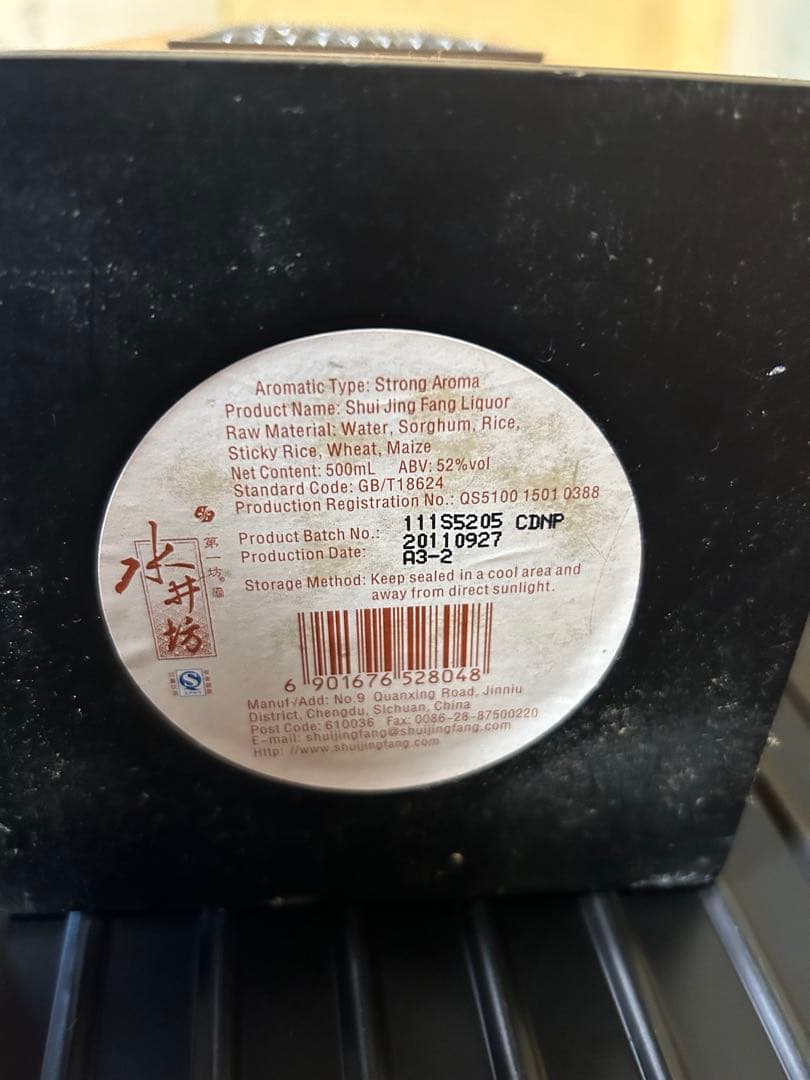 Aromatic Type: Strong Aroma
Product Name: Shui Jing Fang Liquor
Raw Material: Water, Sorghum, Rice,
Sticky Rice, Wheat, Maize
Net Content: 500mL ABV: 52%vol
Standard Code: GB/T18624
Production Registration No.: QS5100 1501 0388
Product Batch No.: 111S5205 CDNP
Production Date: 20110927
A3-2
Storage Method: Keep sealed in a cool area and
away from direct sunlight.
水井坊
第一坊
QS
6 901676 528048
Manuf/Add: No.9 Quanxing Road, Jinniu
District, Chengdu, Sichuan, China
Post Code: 610036 Fax: 0086-28-87500220
E-mail: shuijingfang@shuijingfang.com
Http: //www.shuijingfang.com